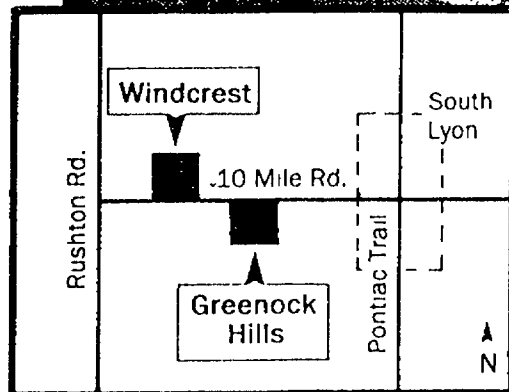 Windcrest
South
Lyon
10 Mile Rd.
Rushton Rd.
Pontiac Trail
Greenock
Hills
N